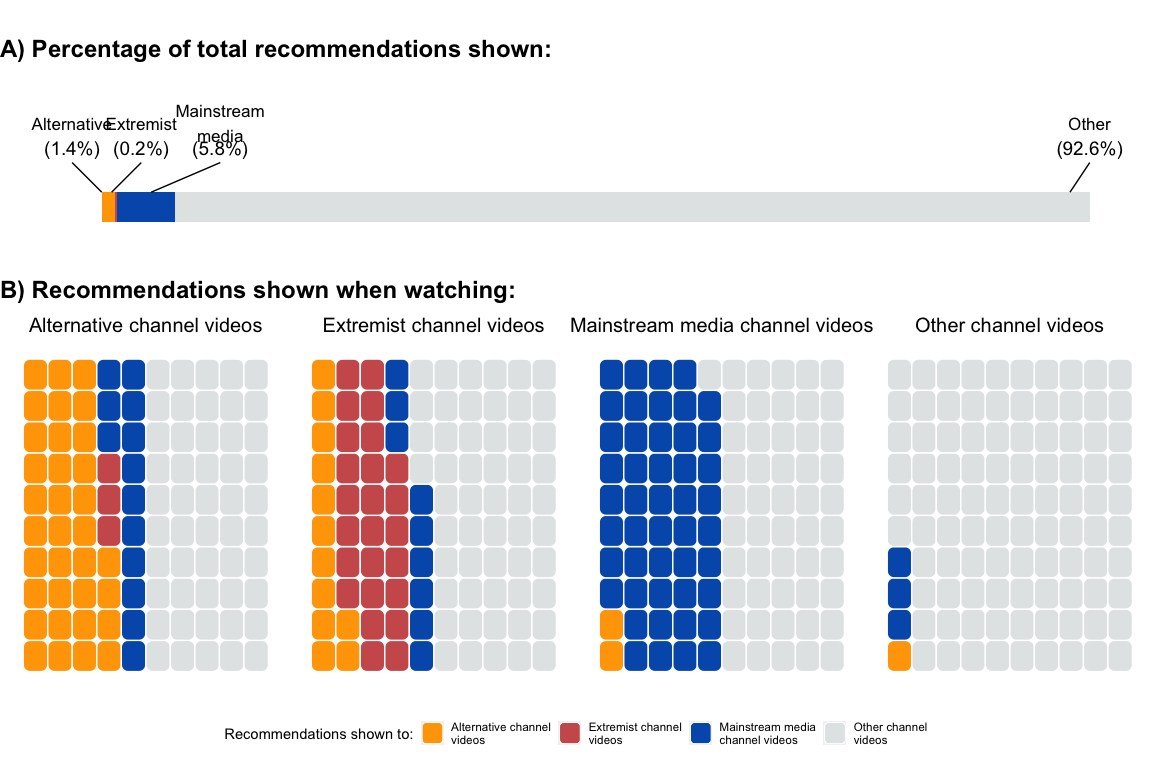 A) Percentage of total recommendations shown:
Alternative
(1.4%)
Extremist
(0.2%)
Mainstream
media
(5.8%)
Other
(92.6%)
B) Recommendations shown when watching:
Alternative channel videos
Extremist channel videos
Mainstream media channel videos
Other channel videos
Recommendations shown to:
Alternative channel
videos
Extremist channel
videos
Mainstream media
channel videos
Other channel
videos